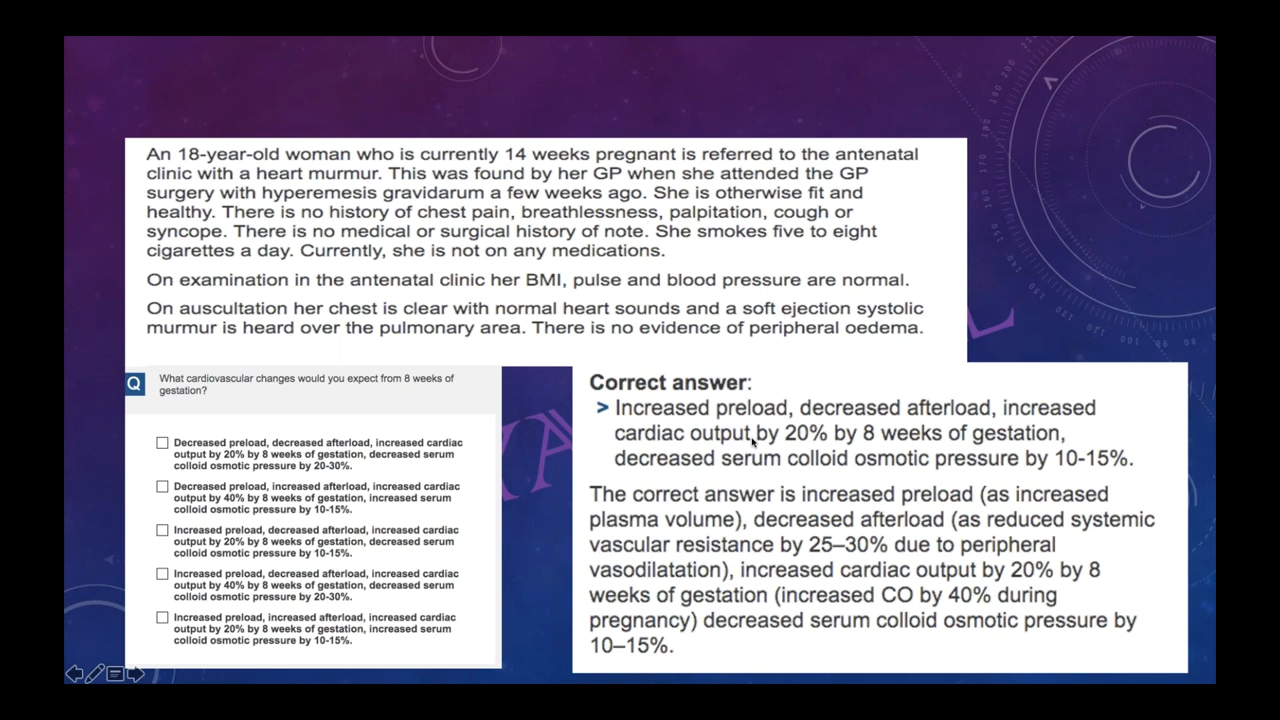 An 18-year-old woman who is currently 14 weeks pregnant is referred to the antenatal
clinic with a heart murmur. This was found by her GP when she attended the GP
surgery with hyperemesis gravidarum a few weeks ago. She is otherwise fit and
healthy. There is no history of chest pain, breathlessness, palpitation, cough or
syncope. There is no medical or surgical history of note. She smokes five to eight
cigarettes a day. Currently, she is not on any medications.
On examination in the antenatal clinic her BMI, pulse and blood pressure are normal.
On auscultation her chest is clear with normal heart sounds and a soft ejection systolic
murmur is heard over the pulmonary area. There is no evidence of peripheral oedema.
Q
What cardiovascular changes would you expect from 8 weeks of
gestation?
Decreased preload, decreased afterload, increased cardiac
output by 20% by 8 weeks of gestation, decreased serum
colloid osmotic pressure by 20-30%.
Decreased preload, increased afterload, increased cardiac
output by 40% by 8 weeks of gestation, increased serum
colloid osmotic pressure by 10-15%.
Increased preload, decreased afterload, increased cardiac
output by 20% by 8 weeks of gestation, decreased serum
colloid osmotic pressure by 10-15%.
Increased preload, decreased afterload, increased cardiac
output by 40% by 8 weeks of gestation, decreased serum
colloid osmotic pressure by 20-30%.
Increased preload, increased afterload, increased cardiac
output by 20% by 8 weeks of gestation, increased serum
colloid osmotic pressure by 10-15%.
Correct answer:
> Increased preload, decreased afterload, increased
cardiac output by 20% by 8 weeks of gestation,
decreased serum colloid osmotic pressure by 10-15%.
The correct answer is increased preload (as increased
plasma volume), decreased afterload (as reduced systemic
vascular resistance by 25–30% due to peripheral
vasodilatation), increased cardiac output by 20% by 8
weeks of gestation (increased CO by 40% during
pregnancy) decreased serum colloid osmotic pressure by
10–15%.